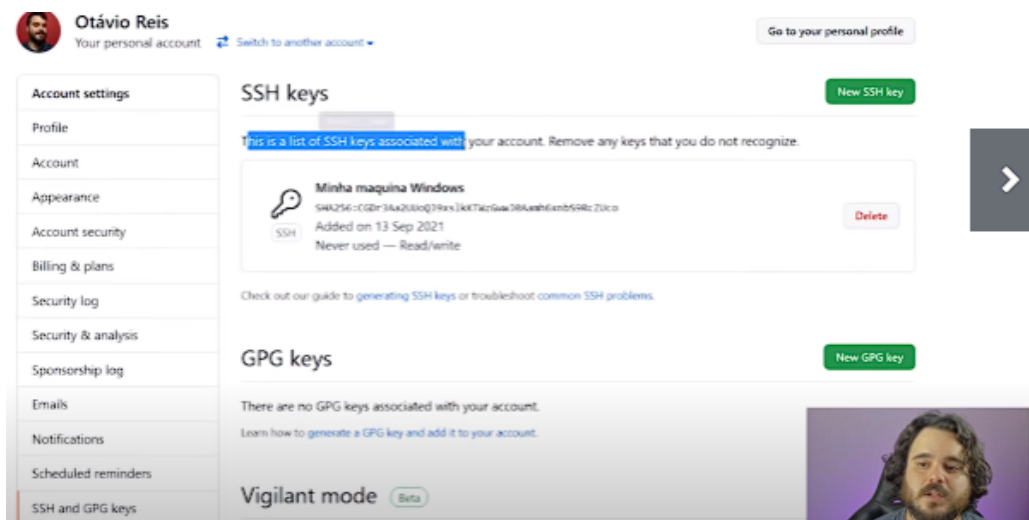 Otávio Reis
Your personal account
Switch to another account
Go to your personal profile
Account settings
Profile
Account
Appearance
Account security
Billing & plans
Security log
Security & analysis
Sponsorship log
Emails
Notifications
Scheduled reminders
SSH and GPG keys
SSH keys
New SSH key
This is a list of SSH keys associated with your account. Remove any keys that you do not recognize.
Minha maquina Windows
SSH
Added on 13 Sep 2021
Never used — Read/write
Delete
Check out our guide to generating SSH keys or troubleshoot common SSH problems.
GPG keys
New GPG key
There are no GPG keys associated with your account.
Learn how to generate a GPG key and add it to your account.
Vigilant mode Beta